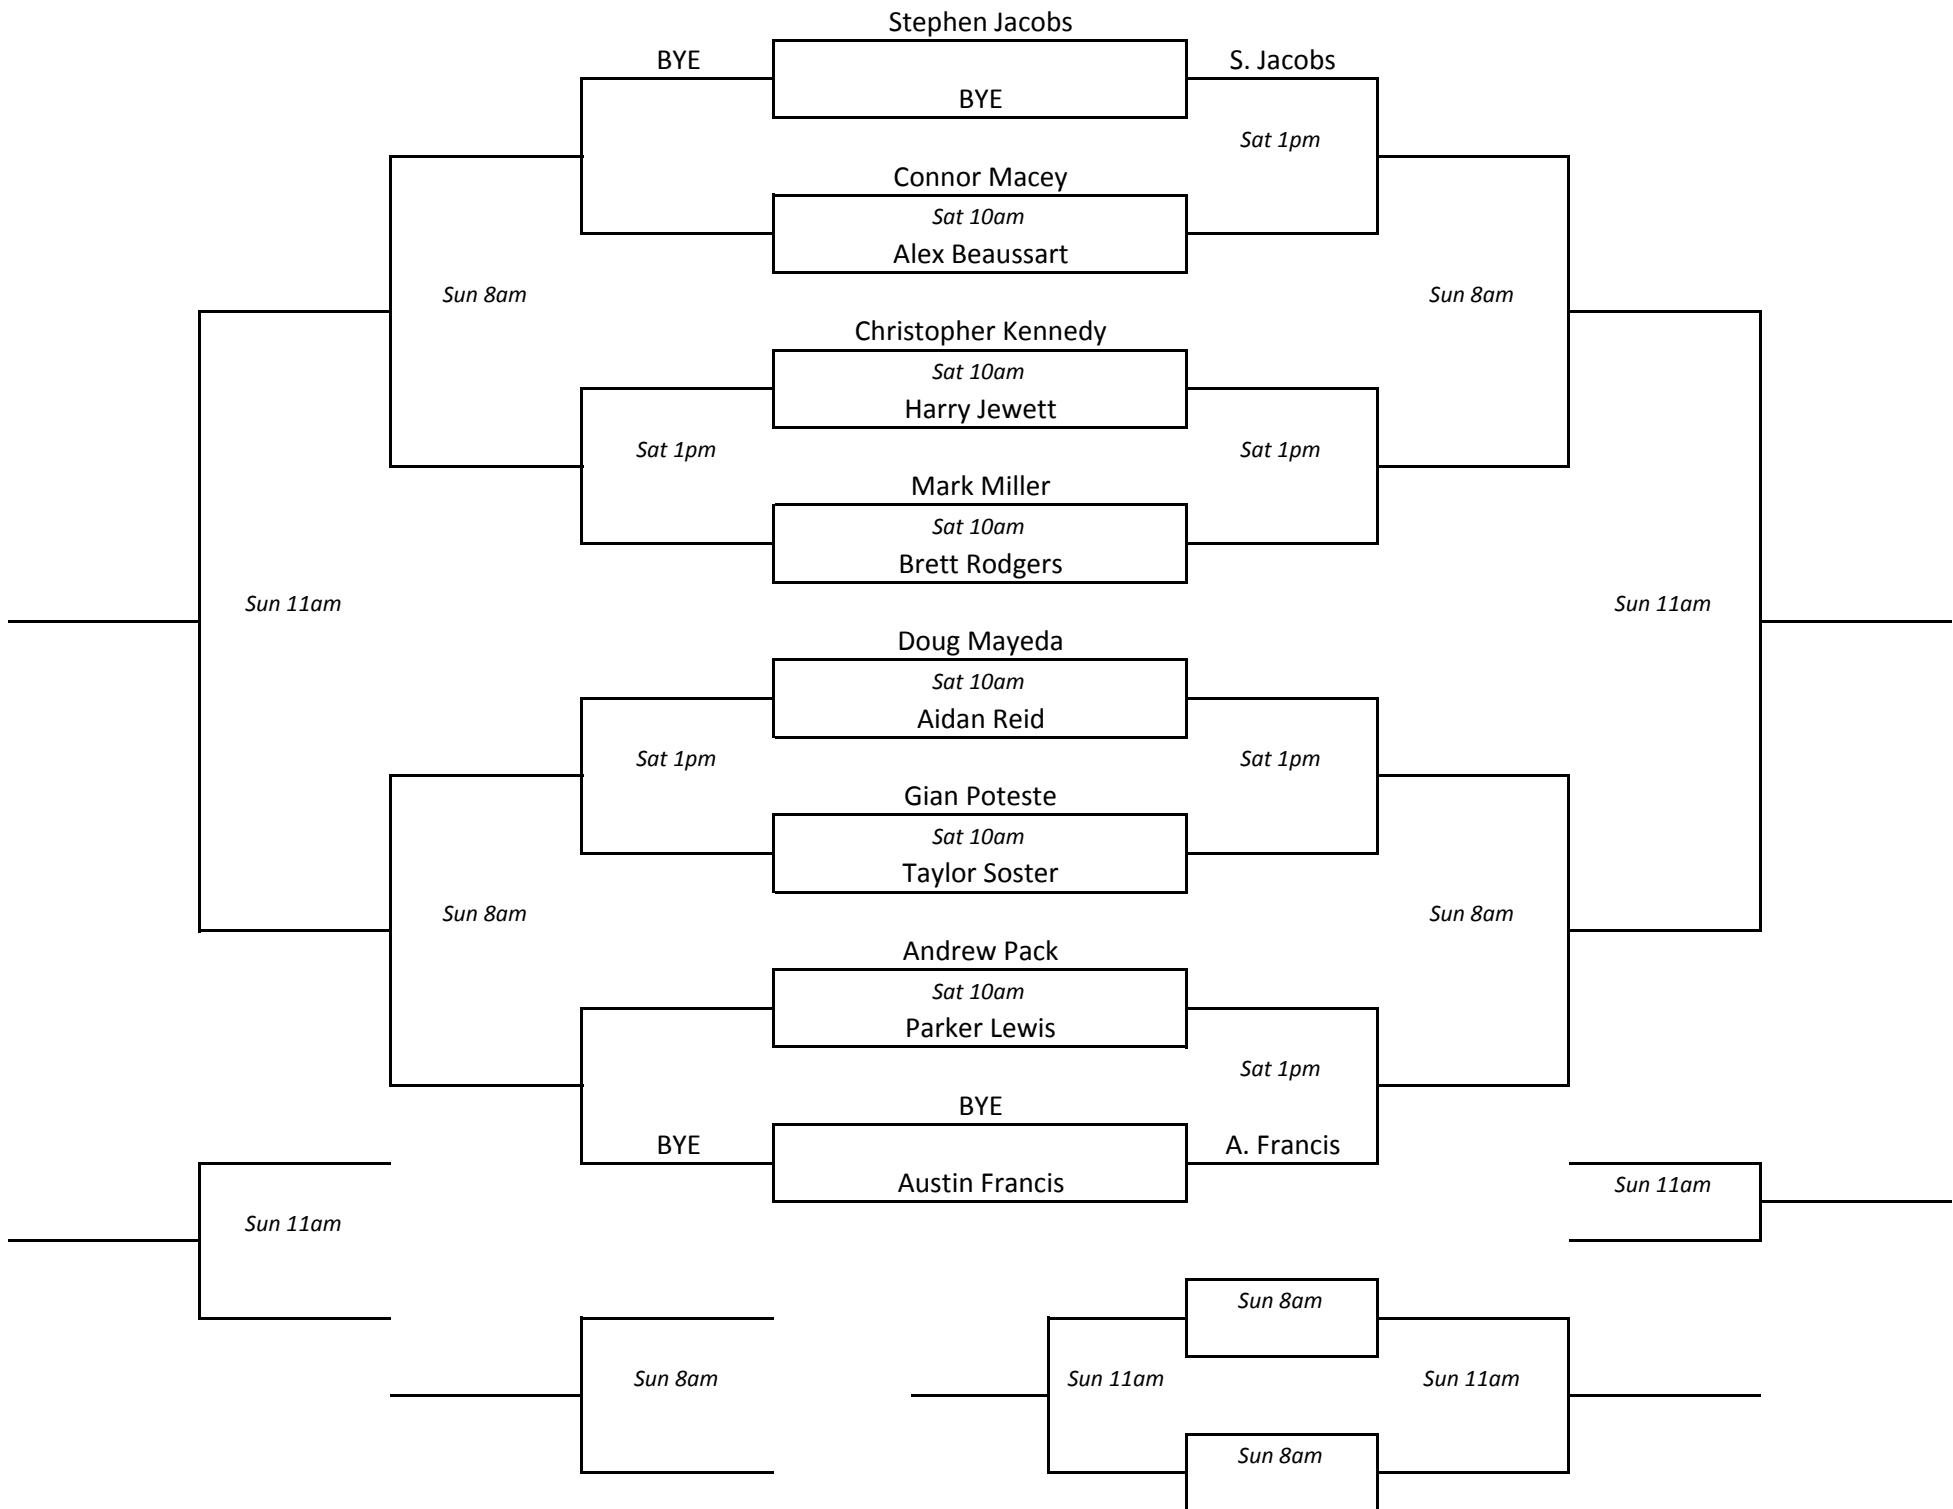 Stephen Jacobs
BYE
S. Jacobs
BYE
Sat 1pm
Connor Macey
Sat 10am
Alex Beaussart
Sun 8am
Sun 8am
Christopher Kennedy
Sat 10am
Harry Jewett
Sat 1pm
Sat 1pm
Mark Miller
Sat 10am
Brett Rodgers
Sun 11am
Sun 11am
Doug Mayeda
Sat 10am
Aidan Reid
Sat 1pm
Sat 1pm
Gian Poteste
Sat 10am
Taylor Soster
Sun 8am
Sun 8am
Andrew Pack
Sat 10am
Parker Lewis
Sat 1pm
BYE
BYE
A. Francis
Austin Francis
Sun 11am
Sun 11am
Sun 8am
Sun 8am
Sun 11am
Sun 11am
Sun 8am